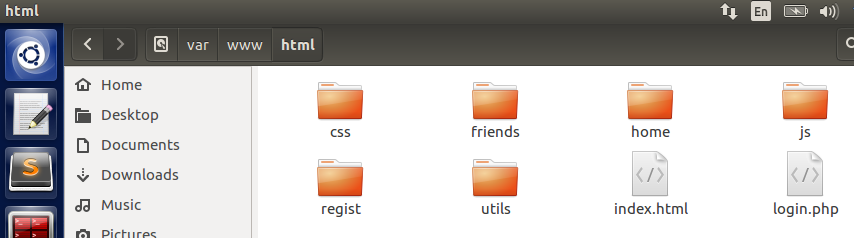 html
En
var www html
Home
Desktop
Documents
Downloads
Music
Pictures
css friends home js
regist utils index.html login.php